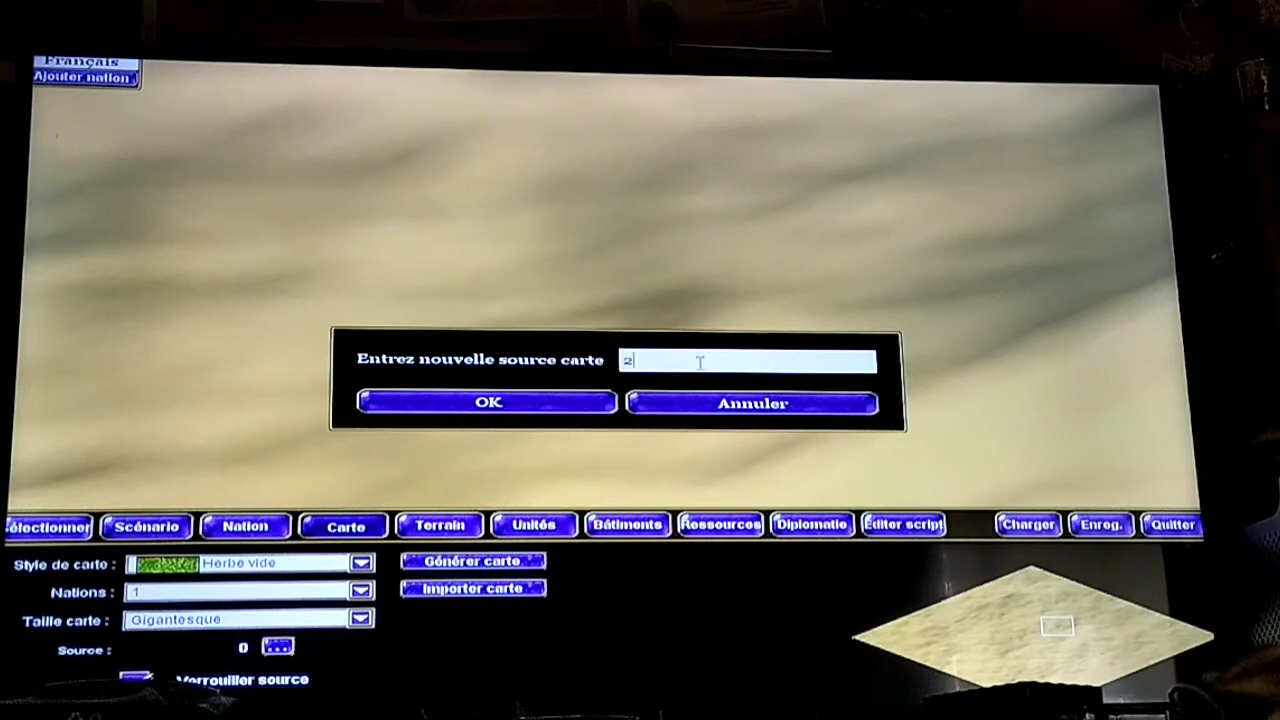 Français
Ajouter nation
Entrez nouvelle source carte 2
OK Annuler
Sélectionner Scénario Nation Carte Terrain Unités Bâtiments Ressources Diplomatie Editer script Charger Enreg. Quitter
Style de carte : Herbe vide Générer carte
Nations : 1 Importer carte
Taille carte : Gigantesque
Source : 0 ...
Verrouiller source